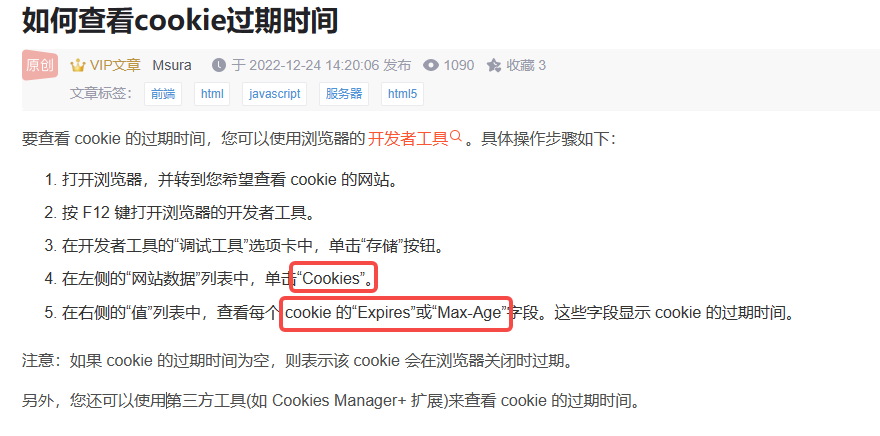 如何查看cookie过期时间
原创 VIP文章 Msura 于 2022-12-24 14:20:06 发布 1090 收藏 3
文章标签： 前端 html javascript 服务器 html5
要查看 cookie 的过期时间，您可以使用浏览器的 开发者工具 。具体操作步骤如下：
1. 打开浏览器，并转到您希望查看 cookie 的网站。
2. 按 F12 键打开浏览器的开发者工具。
3. 在开发者工具的“调试工具”选项卡中，单击“存储”按钮。
4. 在左侧的“网站数据”列表中，单击“Cookies”。
5. 在右侧的“值”列表中，查看每个 cookie 的“Expires”或“Max-Age”字段。这些字段显示 cookie 的过期时间。
注意：如果 cookie 的过期时间为空，则表示该 cookie 会在浏览器关闭时过期。
另外，您还可以使用第三方工具(如 Cookies Manager+ 扩展)来查看 cookie 的过期时间。